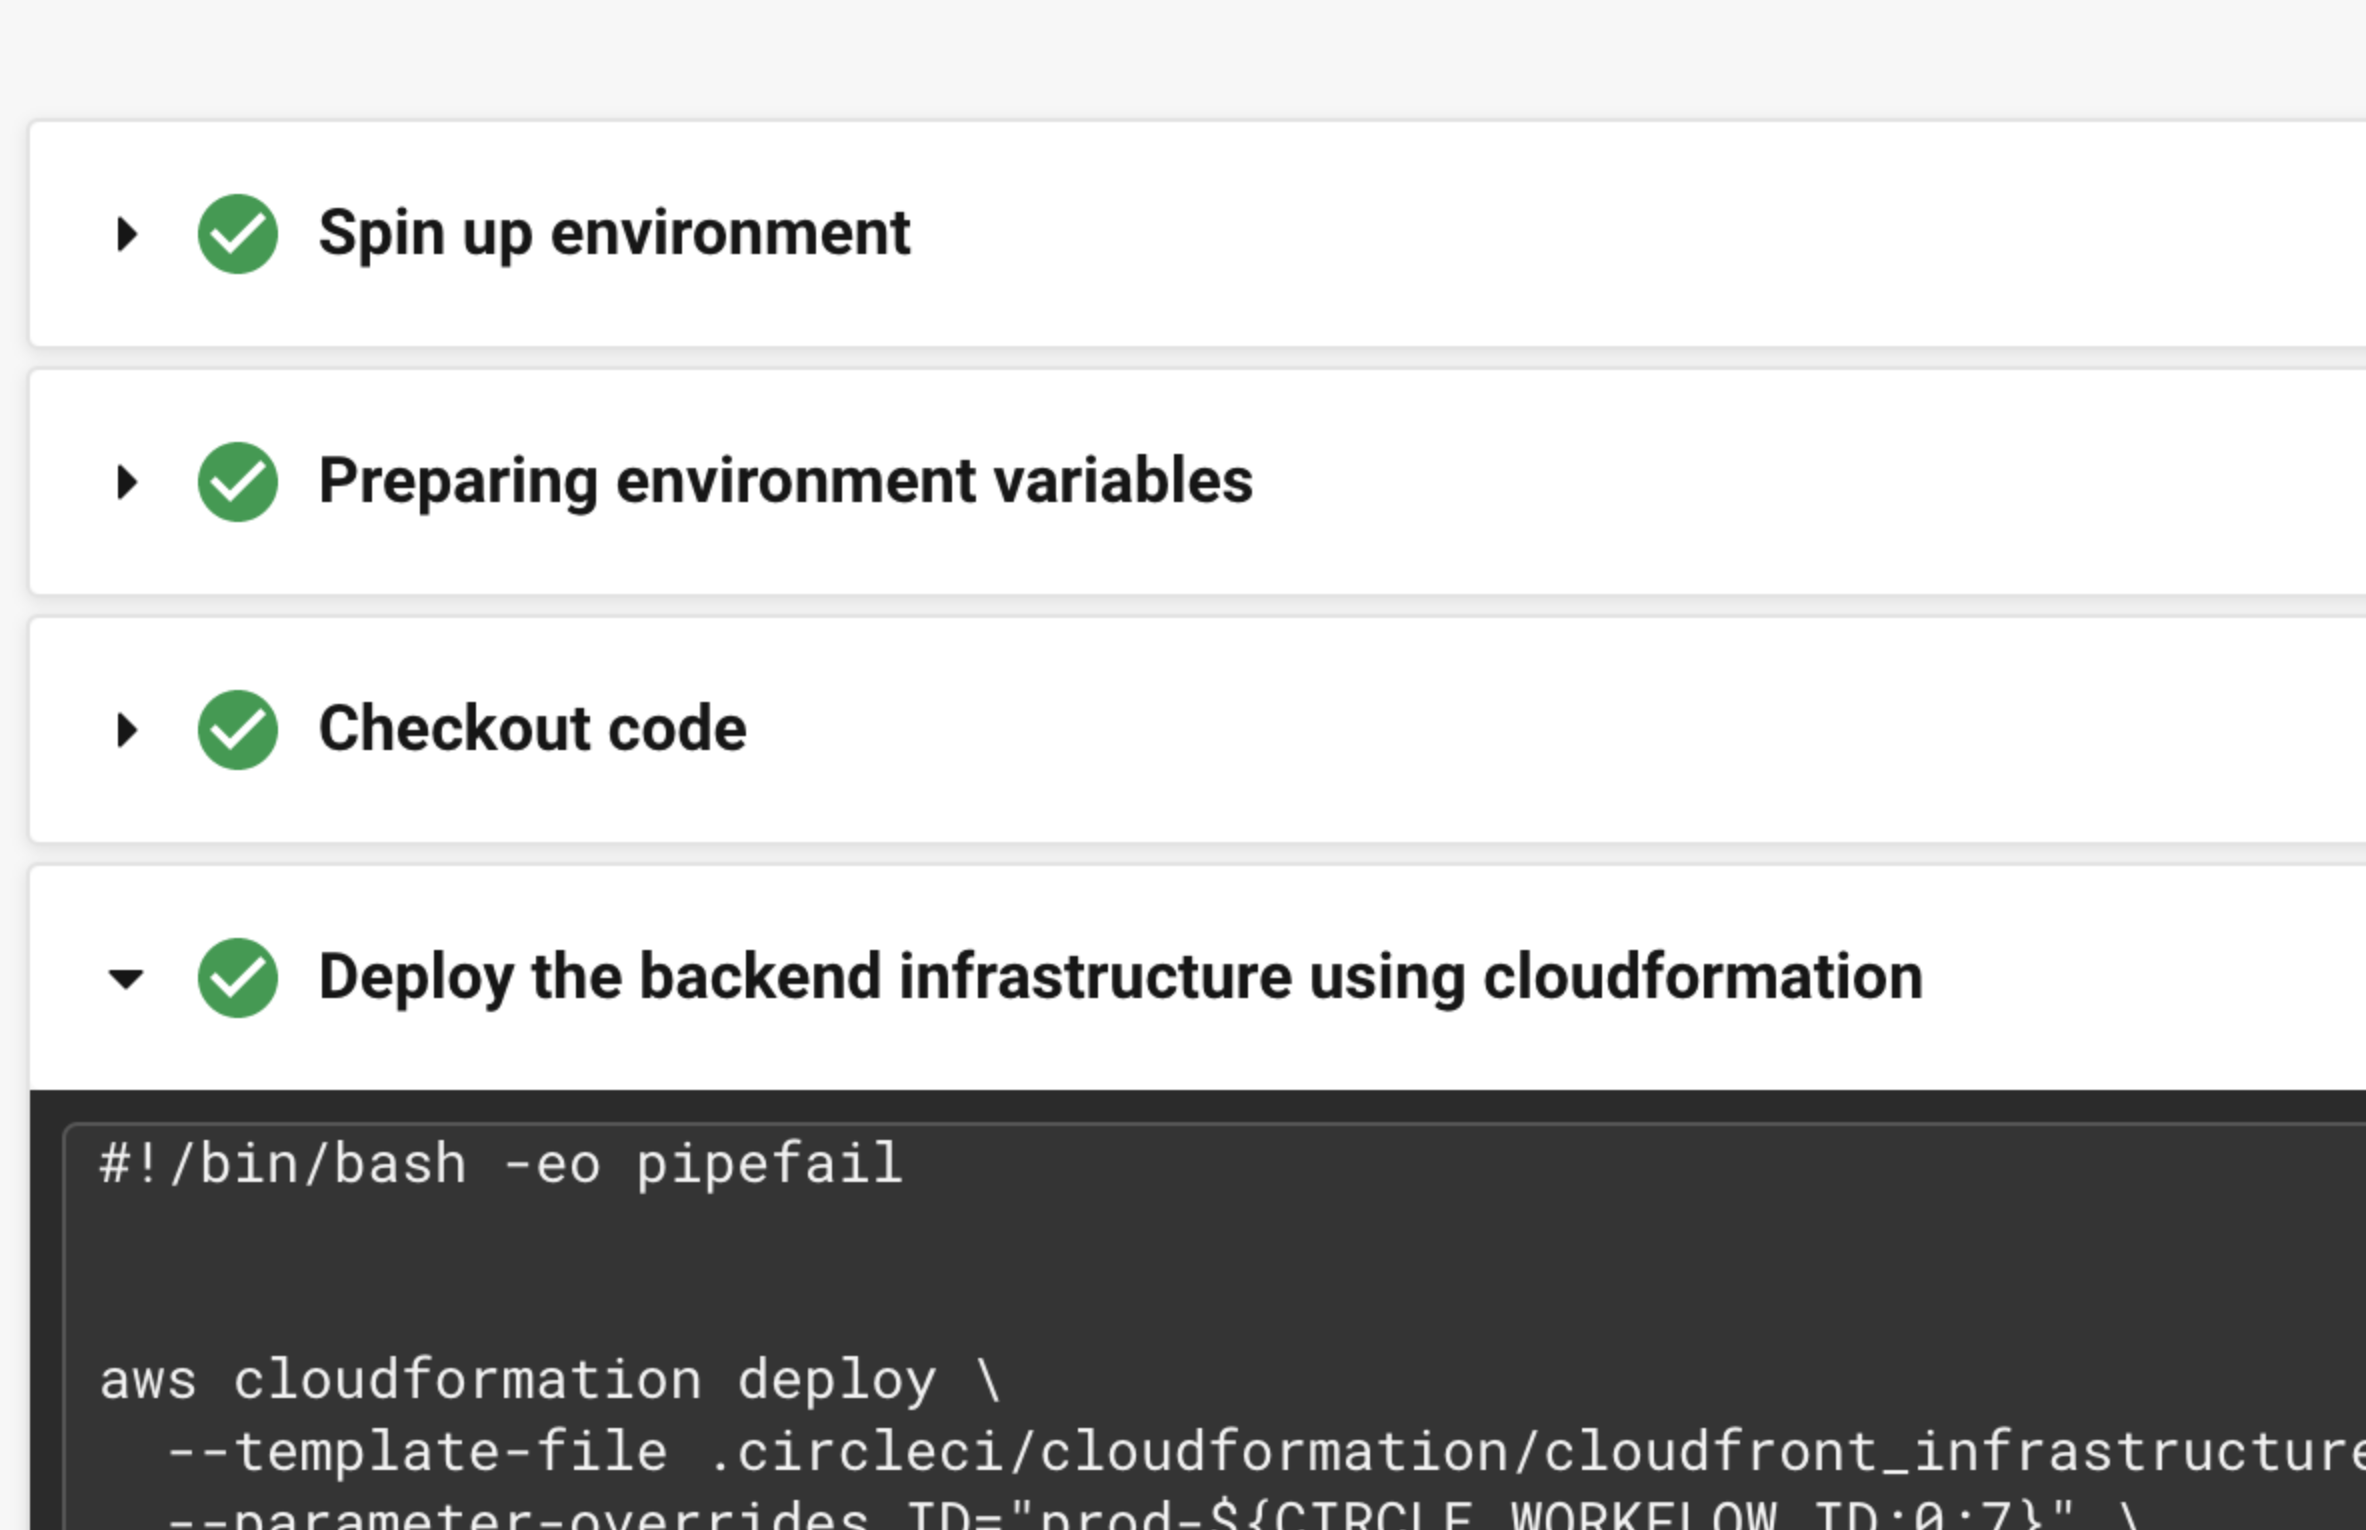 Spin up environment
Preparing environment variables
Checkout code
Deploy the backend infrastructure using cloudformation
#!/bin/bash -eo pipefail
aws cloudformation deploy \
--template-file .circleci/cloudformation/cloudfront_infrastructure
--parameter-overrides ID="prod-${CIRCLE_WORKFLOW_ID:0:7}" \